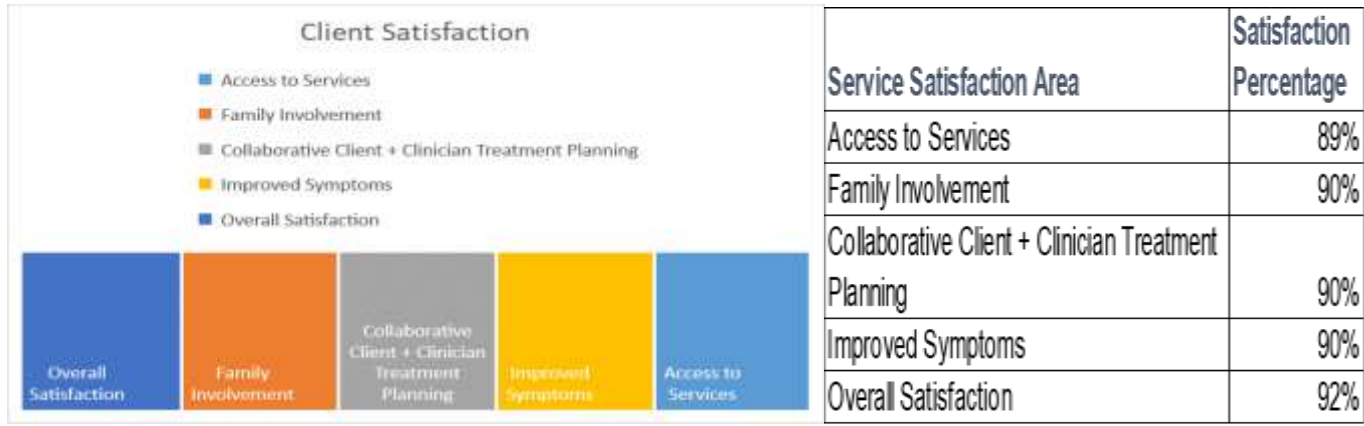 Client Satisfaction
Access to Services
Family Involvement
Collaborative Client + Clinician Treatment Planning
Improved Symptoms
Overall Satisfaction
Overall
Satisfaction
Family
Involvement
Collaborative
Client + Clinician
Treatment
Planning
Improved
Symptoms
Access to
Services
Service Satisfaction Area
Satisfaction
Percentage
Access to Services 89%
Family Involvement 90%
Collaborative Client + Clinician Treatment
Planning 90%
Improved Symptoms 90%
Overall Satisfaction 92%